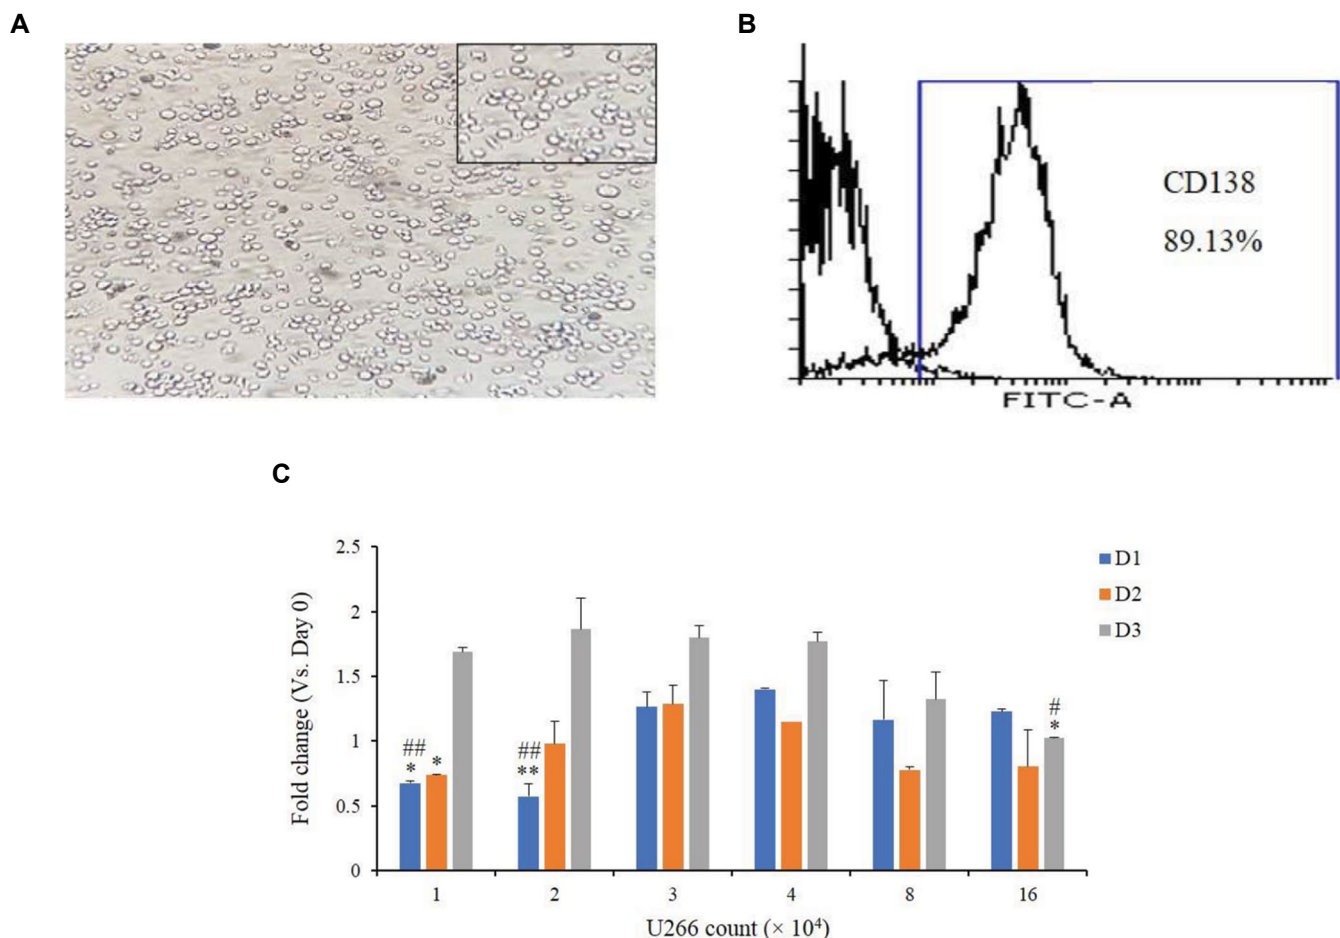 A
B
CD138
89.13%
FITC-A
C
2.5
2
1.5
1
0.5
0
Fold change (Vs. Day 0)
##
*
*
##
**
#
*
D1
D2
D3
1 2 3 4 8 16
U266 count (× 10⁴)